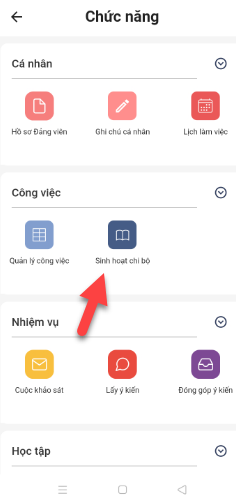 Chức năng
Cá nhân
Hồ sơ Đảng viên
Ghi chú cá nhân
Lịch làm việc
Công việc
Quản lý công việc
Sinh hoạt chi bộ
Nhiệm vụ
Cuộc khảo sát
Lấy ý kiến
Đóng góp ý kiến
Học tập